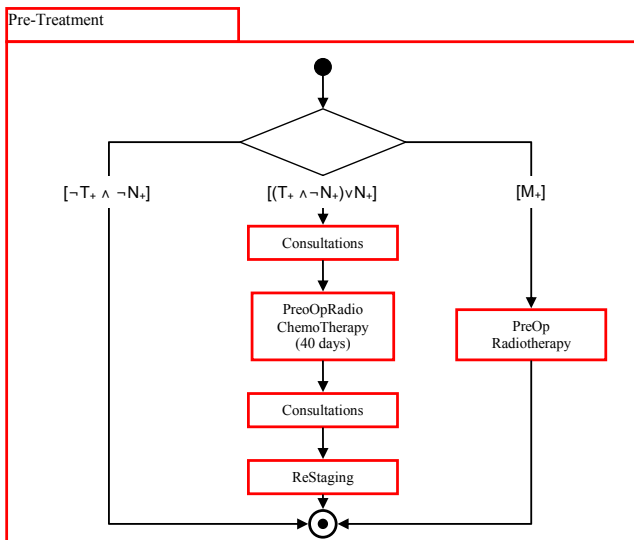 Pre-Treatment
[¬T₊ ∧ ¬N₊]
[(T₊ ∧¬N₊)∨N₊]
[M₊]
Consultations
PreoOpRadio
ChemoTherapy
(40 days)
PreOp
Radiotherapy
Consultations
ReStaging